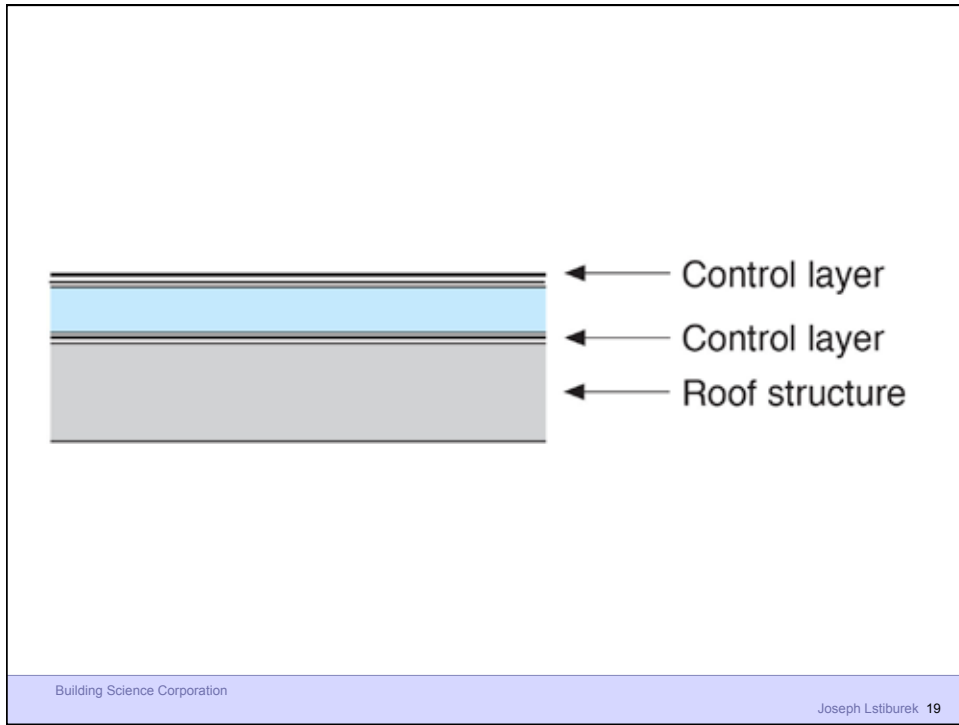 Control layer
Control layer
Roof structure
Building Science Corporation
Joseph Lstiburek 19